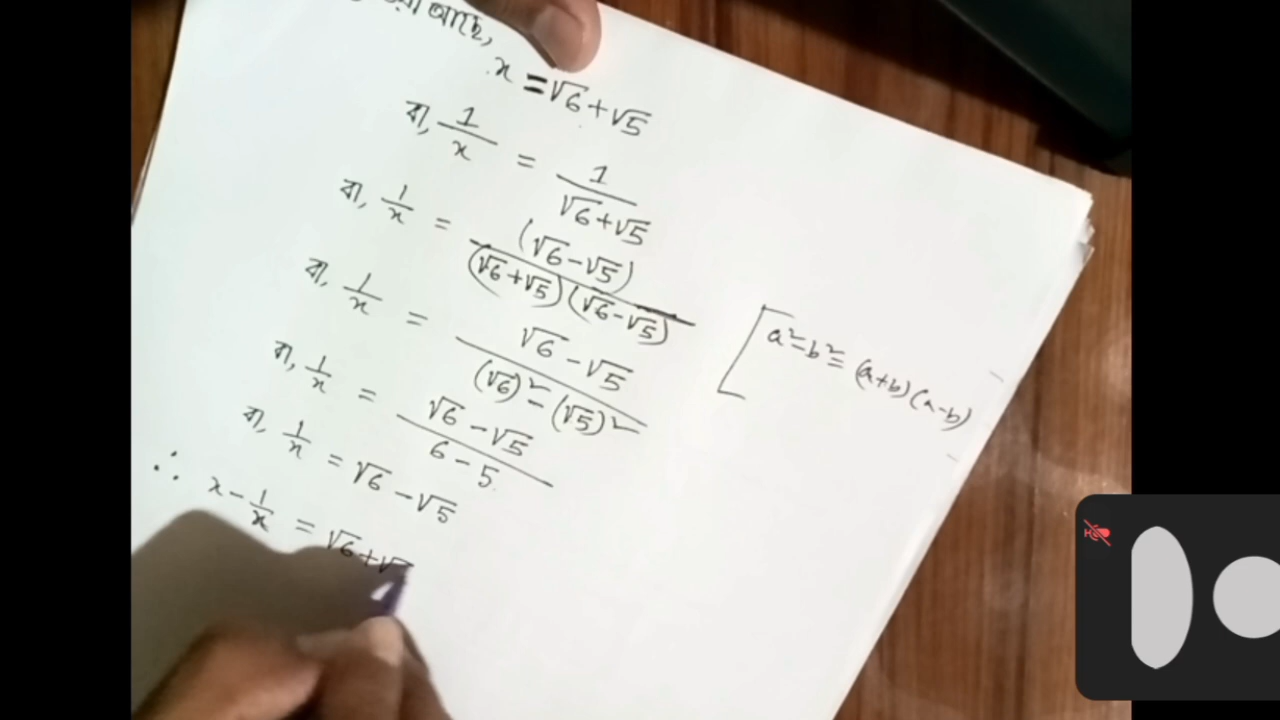 আছে,
x = √6+√5
বা, 1/x = 1/(√6+√5)
বা, 1/x = (√6-√5)/((√6+√5)(√6-√5))
বা, 1/x = (√6-√5)/((√6)²-(√5)²) [a²-b²=(a+b)(a-b)
বা, 1/x = (√6-√5)/(6-5)
বা, 1/x = √6-√5
∴ x-1/x = √6+√